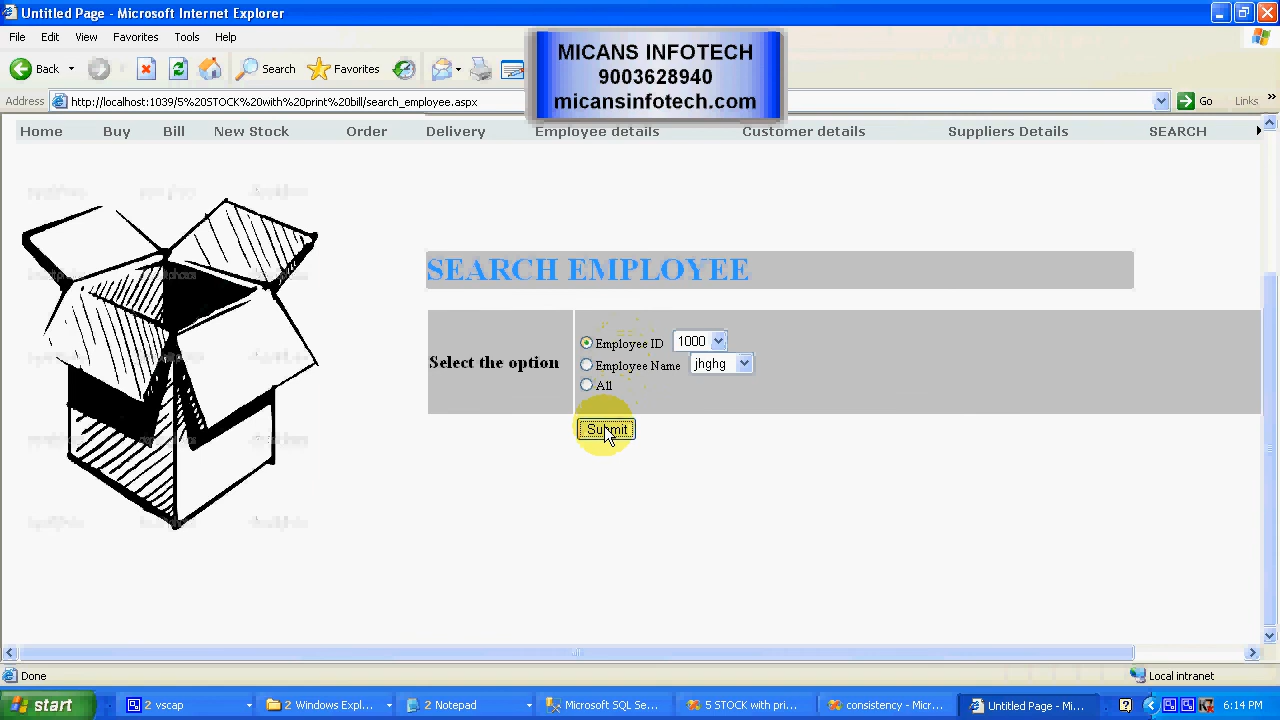 Untitled Page - Microsoft Internet Explorer
File Edit View Favorites Tools Help
MICANS INFOTECH
9003628940
micansinfotech.com
Back Search Favorites
Address http://localhost:1039/5%20STOCK%20with%20print%20bill/search_employee.aspx Go Links »
Home Buy Bill New Stock Order Delivery Employee details Customer details Suppliers Details SEARCH
SEARCH EMPLOYEE
Select the option
Employee ID 1000
Employee Name jhghg
All
Submit
Done Local intranet
start 2 vscap 2 Windows Expl... 2 Notepad Microsoft SQL Se... 5 STOCK with pri... consistency - Micr... Untitled Page - Mi... 6:14 PM